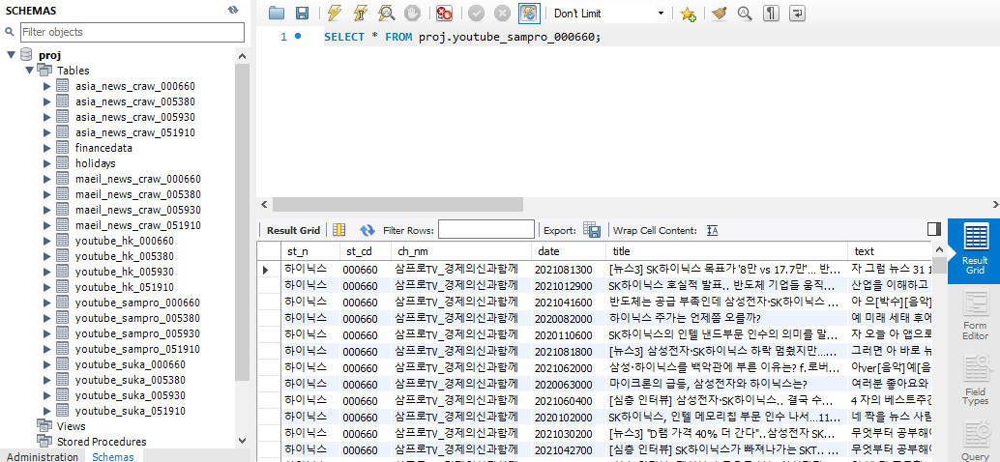 SCHEMAS
Filter objects
proj
Tables
asia_news_craw_000660
asia_news_craw_005380
asia_news_craw_005930
asia_news_craw_051910
financedata
holidays
maeil_news_craw_000660
maeil_news_craw_005380
maeil_news_craw_005930
maeil_news_craw_051910
youtube_hk_000660
youtube_hk_005380
youtube_hk_005930
youtube_hk_051910
youtube_sampro_000660
youtube_sampro_005380
youtube_sampro_005930
youtube_sampro_051910
youtube_suka_000660
youtube_suka_005380
youtube_suka_005930
youtube_suka_051910
Views
Stored Procedures
Administration Schemas
Don't Limit
1 SELECT * FROM proj.youtube_sampro_000660;
Result Grid Filter Rows: Export: Wrap Cell Content:
st_n st_cd ch_nm date title text
하이닉스 000660 삼프로TV_경제의신과함께 2021081300 [뉴스3] SK하이닉스 목표가 '8만 vs 17.7만'... 반... 자 그럼 뉴스 31 1
하이닉스 000660 삼프로TV_경제의신과함께 2021012900 SK하이닉스 호실적 발표.. 반도체 기업들 움직... 산업을 이해하고
하이닉스 000660 삼프로TV_경제의신과함께 2021041600 반도체는 공급 부족인데 삼성전자·SK하이닉스 ... 아 으[박수][음악]
하이닉스 000660 삼프로TV_경제의신과함께 2020082000 하이닉스 주가는 언제쯤 오를까? 예 미래 세태 후에
하이닉스 000660 삼프로TV_경제의신과함께 2020110600 SK하이닉스의 인텔 낸드부문 인수의 의미를 말... 자 오늘 아 앱으로
하이닉스 000660 삼프로TV_경제의신과함께 2021081800 [뉴스3] 삼성전자·SK하이닉스 하락 멈췄지만.... 그러면 아 바로 뉴
하이닉스 000660 삼프로TV_경제의신과함께 2021062000 삼성·하이닉스를 백악관에 부른 이유는? f.로버... 아ver[음악]예[음
하이닉스 000660 삼프로TV_경제의신과함께 2020063000 마이크론의 급등, 삼성전자와 하이닉스는? 여러분 좋아요와
하이닉스 000660 삼프로TV_경제의신과함께 2021060400 [심층 인터뷰] 삼성전자·SK하이닉스.. 결국 수... 4 자의 베스트주간
하이닉스 000660 삼프로TV_경제의신과함께 2020102000 SK하이닉스, 인텔 메모리칩 부문 인수 나서...11... 네 짝을 뉴스 사람
하이닉스 000660 삼프로TV_경제의신과함께 2021030200 [뉴스3] "D램 가격 40% 더 간다".. 삼성전자 SK... 무엇부터 공부해야
하이닉스 000660 삼프로TV_경제의신과함께 2021042700 [심층 인터뷰] SK하이닉스가 빠져나가는 SKT.. ... 무엇부터 공부해야
Result
Grid
Form
Editor
Field
Types
Query